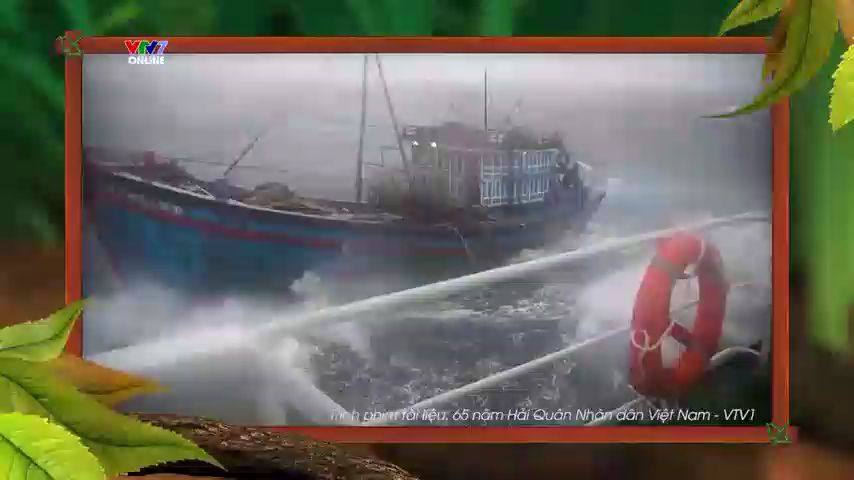 VTV7
ONLINE
Trích phim tài liệu, 65 năm Hải Quân Nhân dân Việt Nam - VTV1